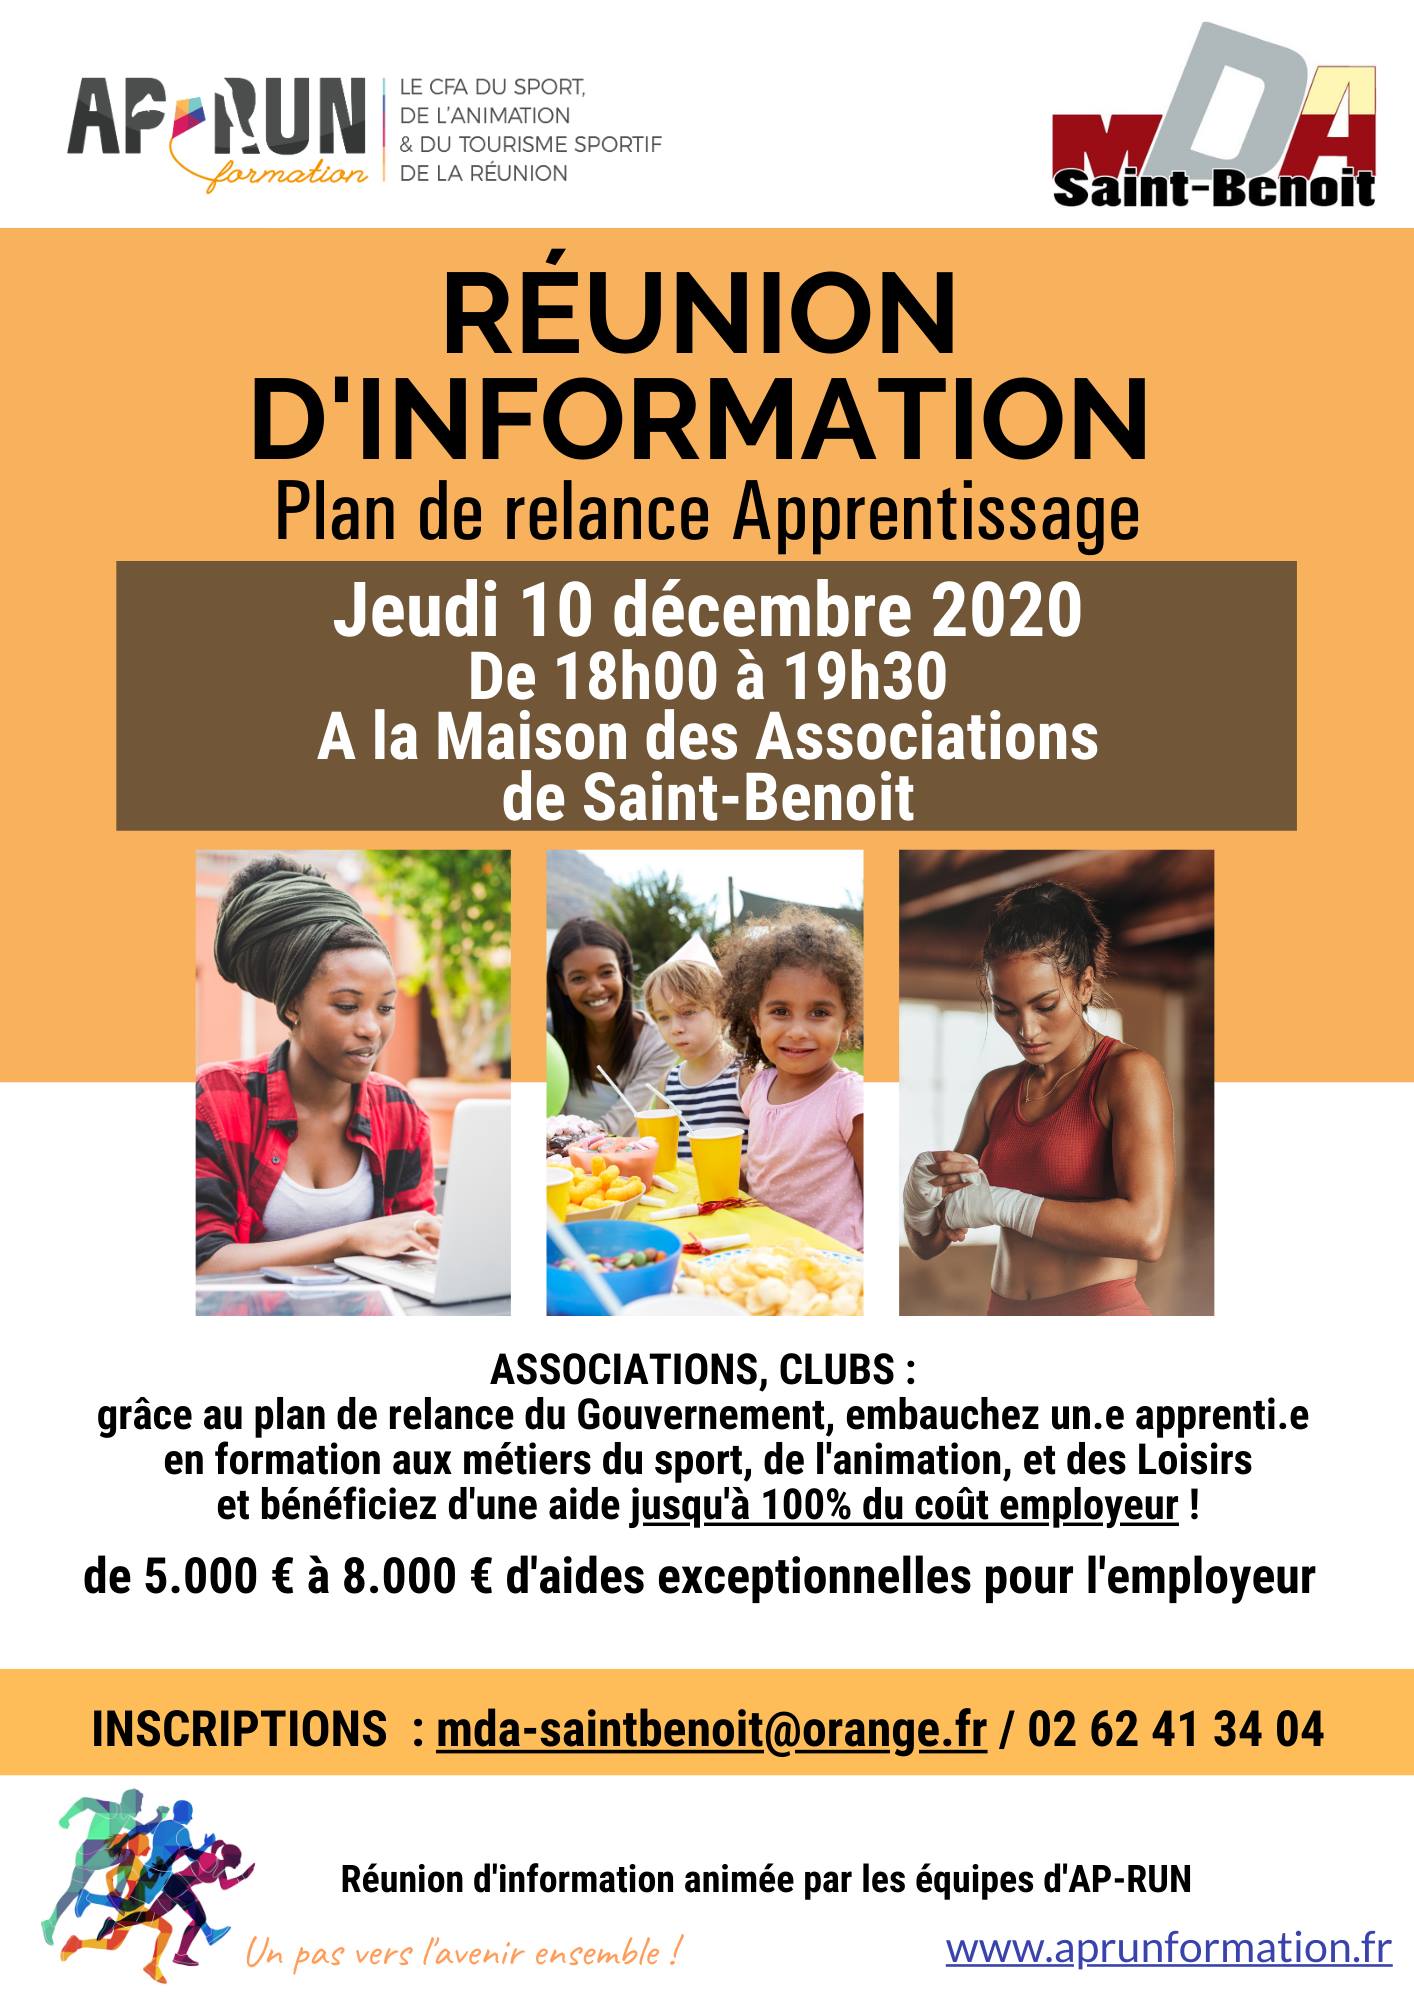 AP-RUN
formation
LE CFA DU SPORT,
DE L'ANIMATION
& DU TOURISME SPORTIF
DE LA RÉUNION
MDA
Saint-Benoit
RÉUNION
D'INFORMATION
Plan de relance Apprentissage
Jeudi 10 décembre 2020
De 18h00 à 19h30
A la Maison des Associations
de Saint-Benoit
ASSOCIATIONS, CLUBS :
grâce au plan de relance du Gouvernement, embauchez un.e apprenti.e
en formation aux métiers du sport, de l'animation, et des Loisirs
et bénéficiez d'une aide jusqu'à 100% du coût employeur !
de 5.000 € à 8.000 € d'aides exceptionnelles pour l'employeur
INSCRIPTIONS : mda-saintbenoit@orange.fr / 02 62 41 34 04
Réunion d'information animée par les équipes d'AP-RUN
Un pas vers l'avenir ensemble !
www.aprunformation.fr